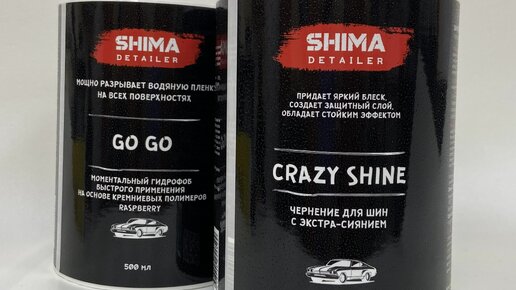 SHIMA
DETAILER
МОЩНО РАЗРЫВАЕТ ВОДЯНУЮ ПЛЕНК
НА ВСЕХ ПОВЕРХНОСТЯХ
GO GO
МОМЕНТАЛЬНЫЙ ГИДРОФОБ
БЫСТРОГО ПРИМЕНЕНИЯ
НА ОСНОВЕ КРЕМНИЕВЫХ ПОЛИМЕРОВ
RASPBERRY
500 МЛ
SHIMA
DETAILER
ПРИДАЕТ ЯРКИЙ БЛЕСК,
СОЗДАЕТ ЗАЩИТНЫЙ СЛОЙ,
ОБЛАДАЕТ СТОЙКИМ ЭФФЕКТОМ
CRAZY SHINE
ЧЕРНЕНИЕ ДЛЯ ШИН
С ЭКСТРА-СИЯНИЕМ